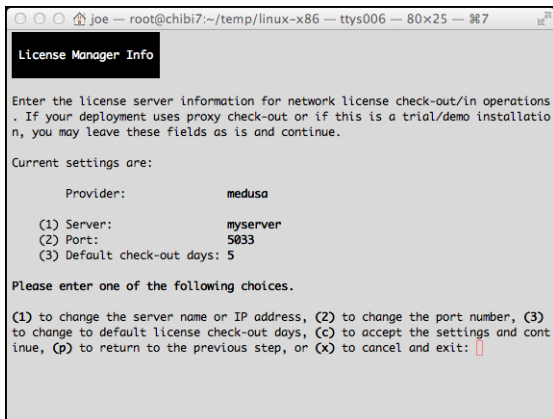 joe — root@chibi7:~/temp/linux-x86 — ttys006 — 80×25 — ⌘7
License Manager Info
Enter the license server information for network license check-out/in operations
. If your deployment uses proxy check-out or if this is a trial/demo installatio
n, you may leave these fields as is and continue.
Current settings are:
Provider: medusa
(1) Server: myserver
(2) Port: 5033
(3) Default check-out days: 5
Please enter one of the following choices.
(1) to change the server name or IP address, (2) to change the port number, (3)
to change to default license check-out days, (c) to accept the settings and cont
inue, (p) to return to the previous step, or (x) to cancel and exit: